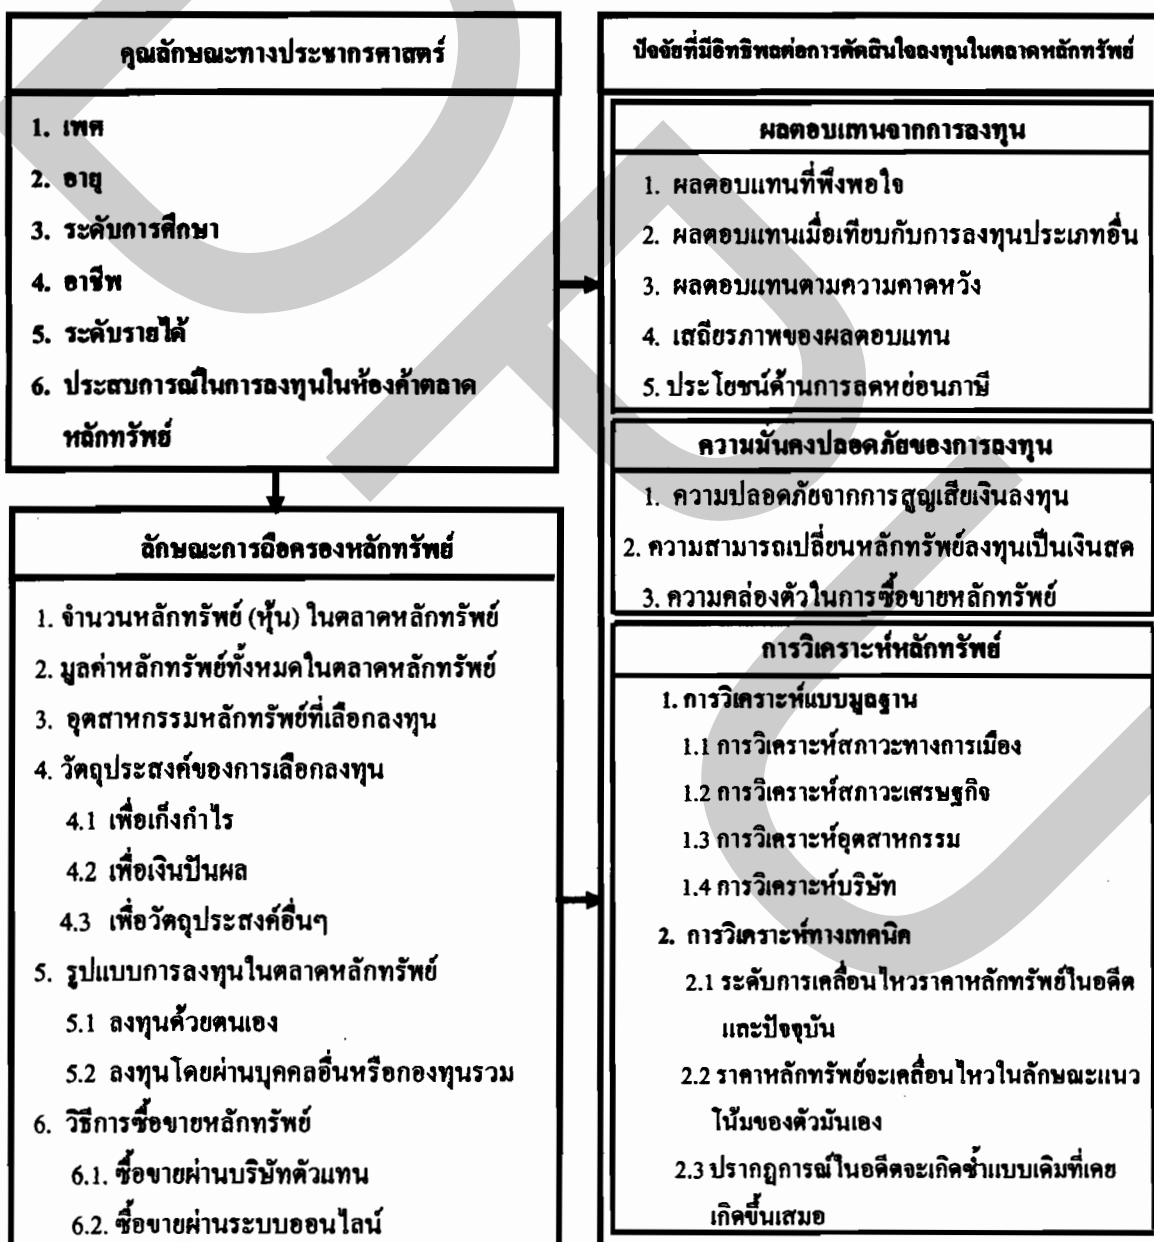 คุณลักษณะทางประชากรศาสตร์
1. เพศ
2. อายุ
3. ระดับการศึกษา
4. อาชีพ
5. ระดับรายได้
6. ประสบการณ์ในการลงทุนในห้องค้าตลาด
หลักทรัพย์
ลักษณะการถือครองหลักทรัพย์
1. จำนวนหลักทรัพย์ (หุ้น) ในตลาดหลักทรัพย์
2. มูลค่าหลักทรัพย์ทั้งหมดในตลาดหลักทรัพย์
3. อุตสาหกรรมหลักทรัพย์ที่เลือกลงทุน
4. วัตถุประสงค์ของการเลือกลงทุน
4.1 เพื่อเก็งกำไร
4.2 เพื่อเงินปันผล
4.3 เพื่อวัตถุประสงค์อื่นๆ
5. รูปแบบการลงทุนในตลาดหลักทรัพย์
5.1 ลงทุนด้วยตนเอง
5.2 ลงทุนโดยผ่านบุคคลอื่นหรือกองทุนรวม
6. วิธีการซื้อขายหลักทรัพย์
6.1. ซื้อขายผ่านบริษัทตัวแทน
6.2. ซื้อขายผ่านระบบออนไลน์
ปัจจัยที่มีอิทธิพลต่อการตัดสินใจลงทุนในตลาดหลักทรัพย์
ผลตอบแทนจากการลงทุน
1. ผลตอบแทนที่พึงพอใจ
2. ผลตอบแทนเมื่อเทียบกับการลงทุนประเภทอื่น
3. ผลตอบแทนตามความคาดหวัง
4. เสถียรภาพของผลตอบแทน
5. ประโยชน์ด้านการลดหย่อนภาษี
ความมั่นคงปลอดภัยของการลงทุน
1. ความปลอดภัยจากการสูญเสียเงินลงทุน
2. ความสามารถเปลี่ยนหลักทรัพย์ลงทุนเป็นเงินสด
3. ความคล่องตัวในการซื้อขายหลักทรัพย์
การวิเคราะห์หลักทรัพย์
1. การวิเคราะห์แบบมูลฐาน
1.1 การวิเคราะห์สภาวะทางการเมือง
1.2 การวิเคราะห์สภาวะเศรษฐกิจ
1.3 การวิเคราะห์อุตสาหกรรม
1.4 การวิเคราะห์บริษัท
2. การวิเคราะห์ทางเทคนิค
2.1 ระดับการเคลื่อนไหวราคาหลักทรัพย์ในอดีต
และปัจจุบัน
2.2 ราคาหลักทรัพย์จะเคลื่อนไหวในลักษณะแนว
โน้มของตัวมันเอง
2.3 ปรากฏการณ์ในอดีตจะเกิดซ้ำแบบเดิมที่เคย
เกิดขึ้นเสมอ